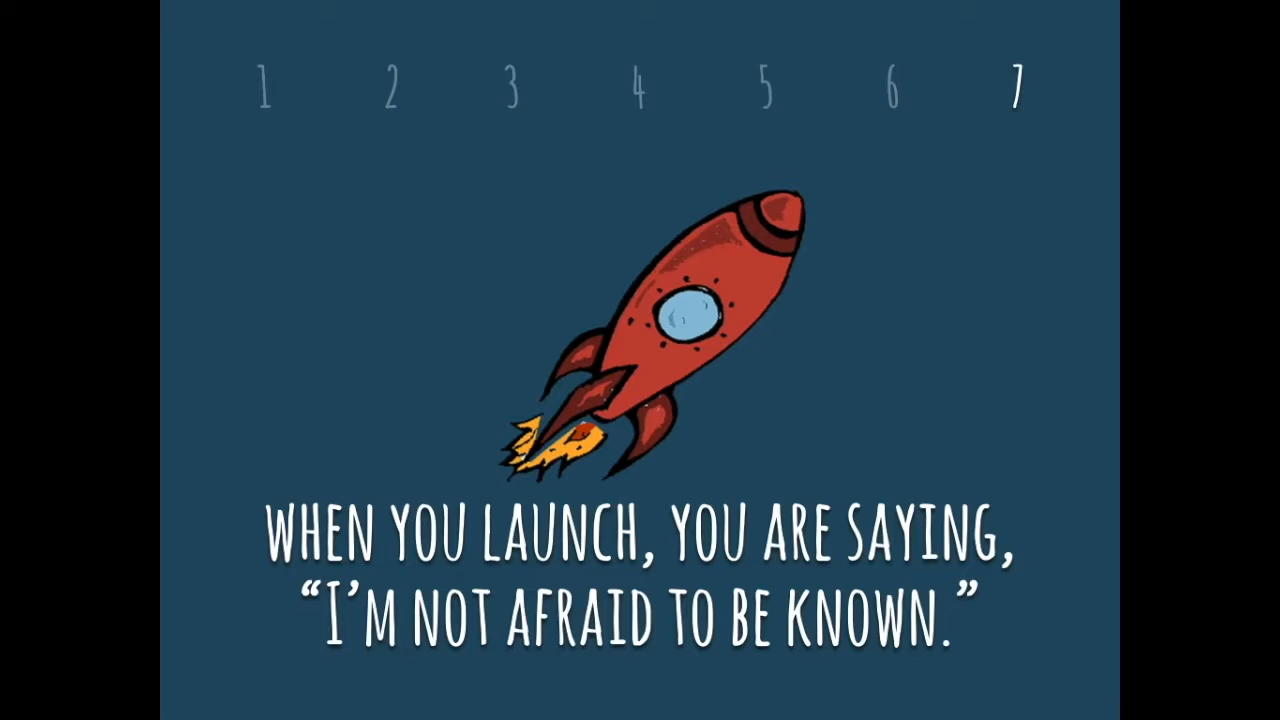 1 2 3 4 5 6 7
WHEN YOU LAUNCH, YOU ARE SAYING,
“I’M NOT AFRAID TO BE KNOWN.”